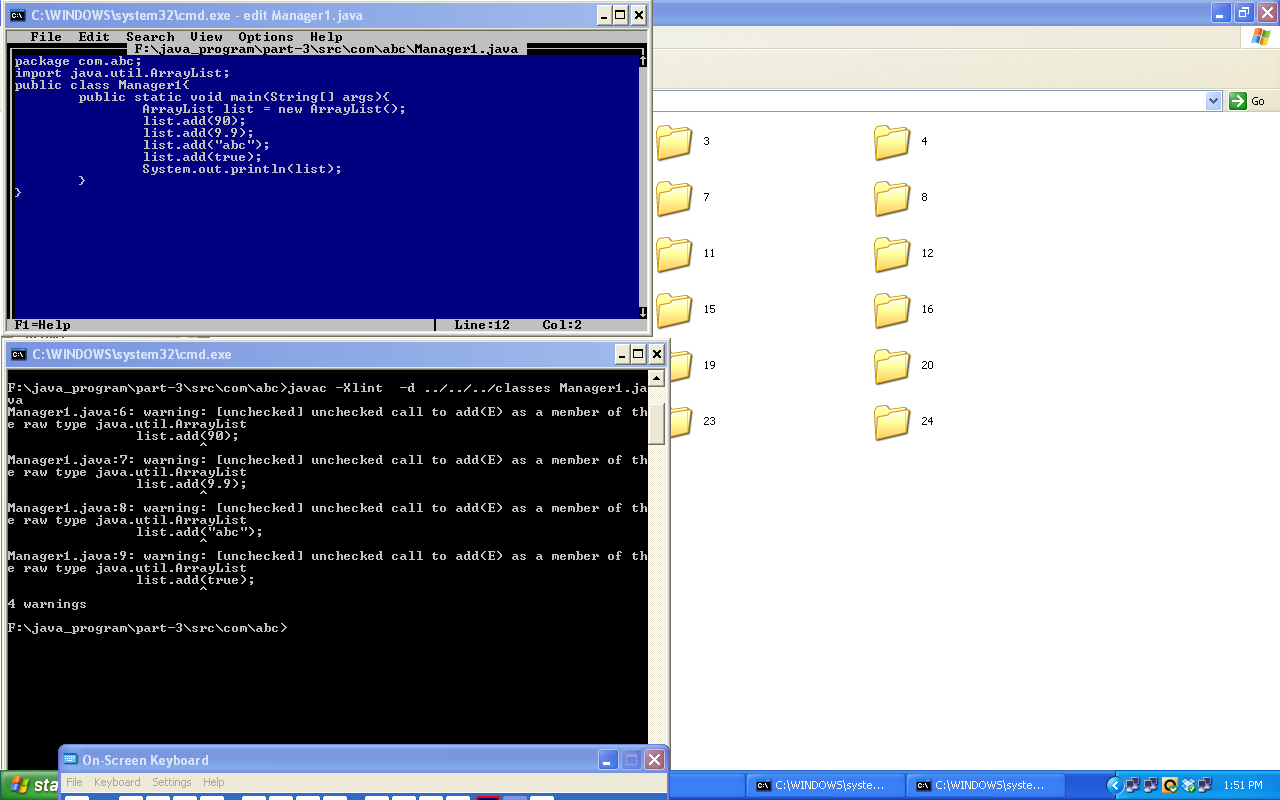 C:\WINDOWS\system32\cmd.exe - edit Manager1.java
File Edit Search View Options Help
F:\java_program\part-3\src\com\abc\Manager1.java
package com.abc;
import java.util.ArrayList;
public class Manager1{
public static void main(String[] args){
ArrayList list = new ArrayList();
list.add(90);
list.add(9.9);
list.add("abc");
list.add(true);
System.out.println(list);
}
}
F1=Help Line:12 Col:2
Go
3 4
7 8
11 12
15 16
19 20
23 24
C:\WINDOWS\system32\cmd.exe
F:\java_program\part-3\src\com\abc>javac -Xlint -d ../../../classes Manager1.ja
va
Manager1.java:6: warning: [unchecked] unchecked call to add(E) as a member of th
e raw type java.util.ArrayList
list.add(90);
^
Manager1.java:7: warning: [unchecked] unchecked call to add(E) as a member of th
e raw type java.util.ArrayList
list.add(9.9);
^
Manager1.java:8: warning: [unchecked] unchecked call to add(E) as a member of th
e raw type java.util.ArrayList
list.add("abc");
^
Manager1.java:9: warning: [unchecked] unchecked call to add(E) as a member of th
e raw type java.util.ArrayList
list.add(true);
^
4 warnings
F:\java_program\part-3\src\com\abc>
On-Screen Keyboard
File Keyboard Settings Help
sta
C:\WINDOWS\syste... C:\WINDOWS\syste... 1:51 PM